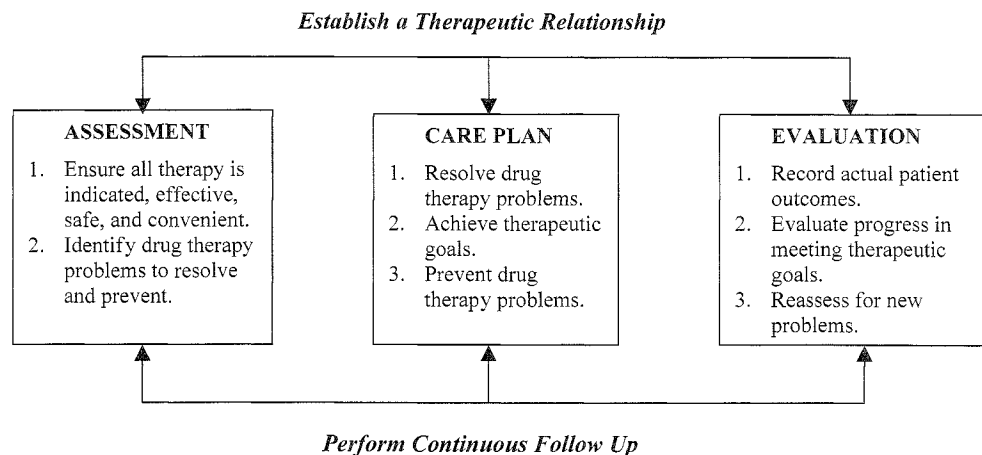 Establish a Therapeutic Relationship
ASSESSMENT
1. Ensure all therapy is
indicated, effective,
safe, and convenient.
2. Identify drug therapy
problems to resolve
and prevent.
CARE PLAN
1. Resolve drug
therapy problems.
2. Achieve therapeutic
goals.
3. Prevent drug
therapy problems.
EVALUATION
1. Record actual patient
outcomes.
2. Evaluate progress in
meeting therapeutic
goals.
3. Reassess for new
problems.
Perform Continuous Follow Up